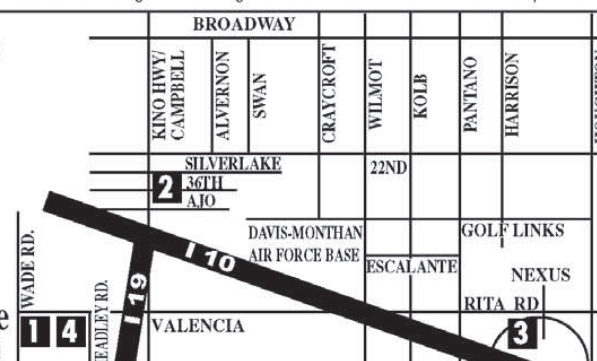 BROADWAY
KINO HWY/
CAMPBELL
ALVERNON
SWAN
CRAYCROFT
WILMOT
KOLB
PANTANO
HARRISON
SILVERLAKE
22ND
2
36TH
AJO
DAVIS-MONTHAN
AIR FORCE BASE
GOLF LINKS
I 10
ESCALANTE
WADE RD.
I 19
NEXUS
RITA RD
1
4
VALENCIA
3